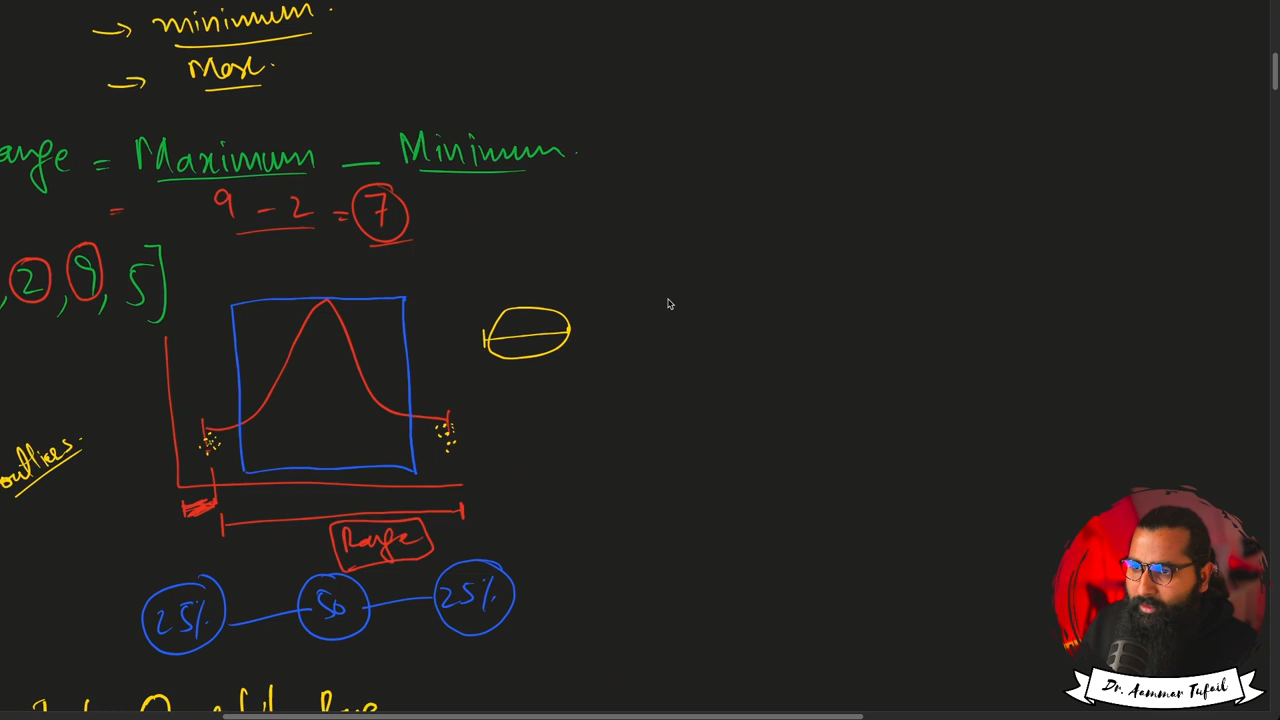 → minimum.
→ Max.
ange = Maximum — Minimum.
= 9 - 2 = 7
, 2, 9, 5]
outliers.
Range
25% 50 25%
Dr. Aammar Tufail